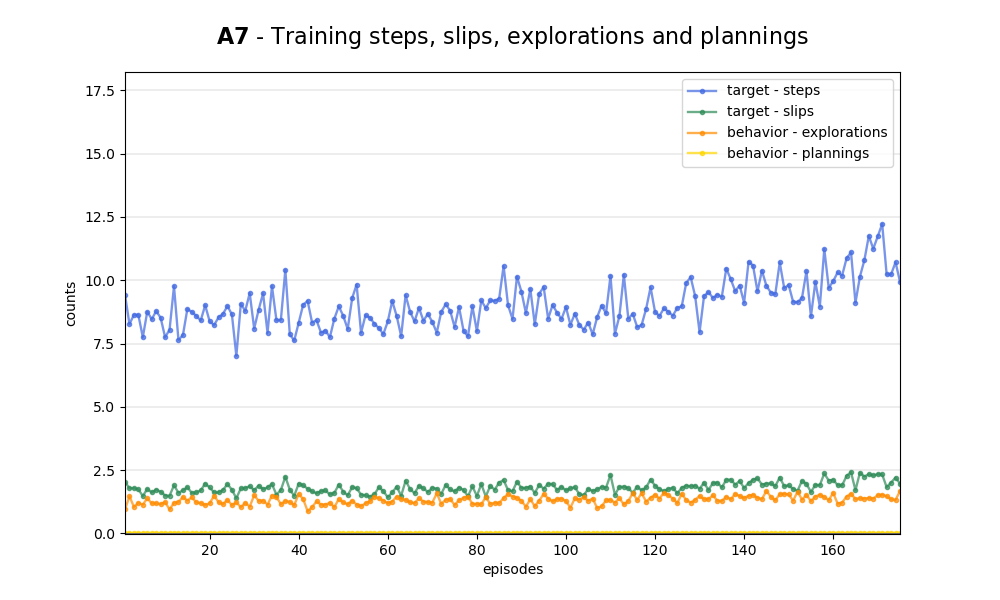 A7 - Training steps, slips, explorations and plannings
17.5
15.0
12.5
10.0
7.5
5.0
2.5
0.0
counts
target - steps
target - slips
behavior - explorations
behavior - plannings
20 40 60 80 100 120 140 160
episodes